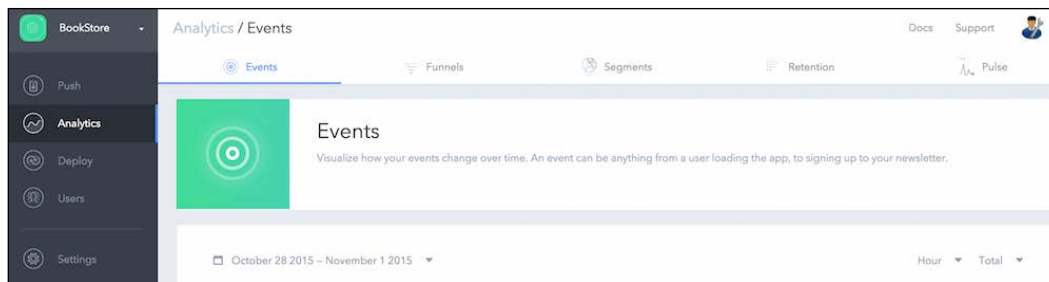 BookStore
Analytics / Events
Docs Support
Events Funnels Segments Retention Pulse
Push
Analytics
Deploy
Users
Settings
Events
Visualize how your events change over time. An event can be anything from a user loading the app, to signing up to your newsletter.
October 28 2015 – November 1 2015
Hour Total